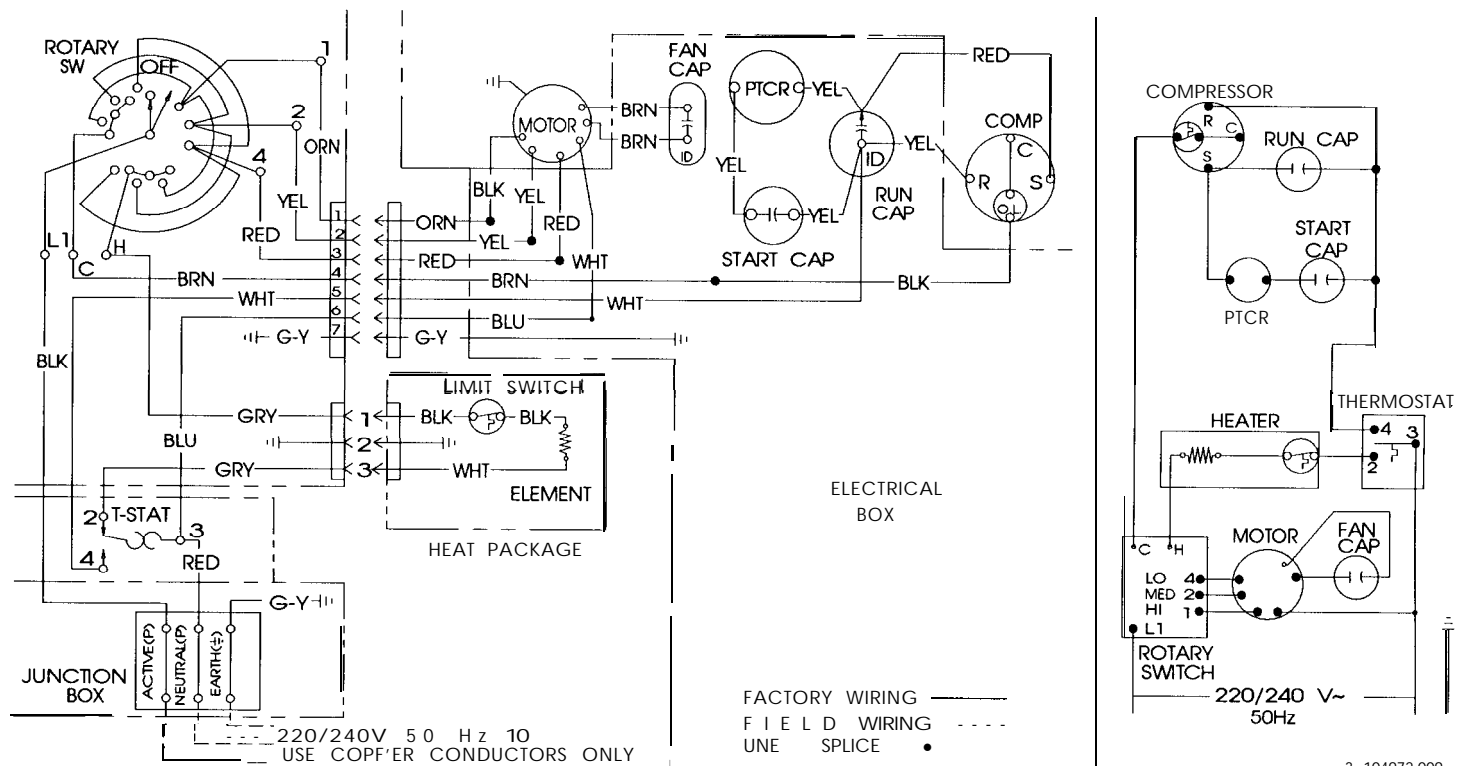 ROTARY
SW
OFF
1
2
4
ORN
YEL
RED
L1
C
H
BRN
WHT
BLK
G-Y
1
2
3
4
5
6
7
ORN
YEL
RED
BRN
WHT
BLU
G-Y
MOTOR
BLK
YEL
RED
WHT
BRN
BRN
FAN
CAP
ID
PTCR
YEL
YEL
YEL
START CAP
ID
RUN
CAP
YEL
RED
COMP
C
R
S
OL
BLK
GRY
BLU
GRY
1
2
3
LIMIT SWITCH
BLK
BLK
WHT
ELEMENT
HEAT PACKAGE
ELECTRICAL
BOX
2
T-STAT
3
4
RED
G-Y
JUNCTION
BOX
ACTIVE(P)
NEUTRAL(P)
EARTH(⏚)
220/240V 50 Hz 10
USE COPF'ER CONDUCTORS ONLY
FACTORY WIRING
FIELD WIRING
UNE SPLICE
COMPRESSOR
R
C
S
RUN CAP
START
CAP
PTCR
THERMOSTAT
4
3
2
HEATER
C
H
LO 4
MED 2
HI 1
L1
MOTOR
FAN
CAP
ROTARY
SWITCH
220/240 V~
50Hz